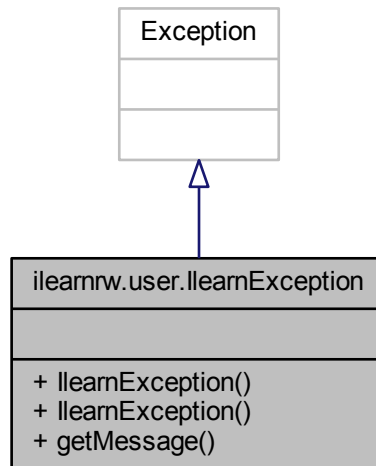 Exception
ilearnrw.user.IlearnException
+ IlearnException()
+ IlearnException()
+ getMessage()